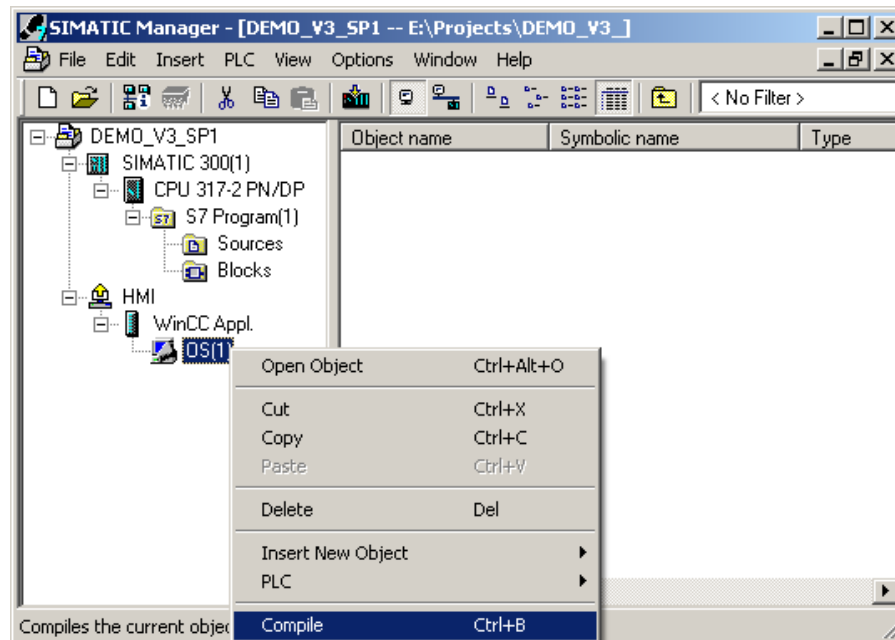 SIMATIC Manager - [DEMO_V3_SP1 -- E:\Projects\DEMO_V3_]
File Edit Insert PLC View Options Window Help
< No Filter >
DEMO_V3_SP1
SIMATIC 300(1)
CPU 317-2 PN/DP
S7 Program(1)
Sources
Blocks
HMI
WinCC Appl.
OS(1)
Object name Symbolic name Type
Open Object Ctrl+Alt+O
Cut Ctrl+X
Copy Ctrl+C
Paste Ctrl+V
Delete Del
Insert New Object
PLC
Compile Ctrl+B
Compiles the current objec